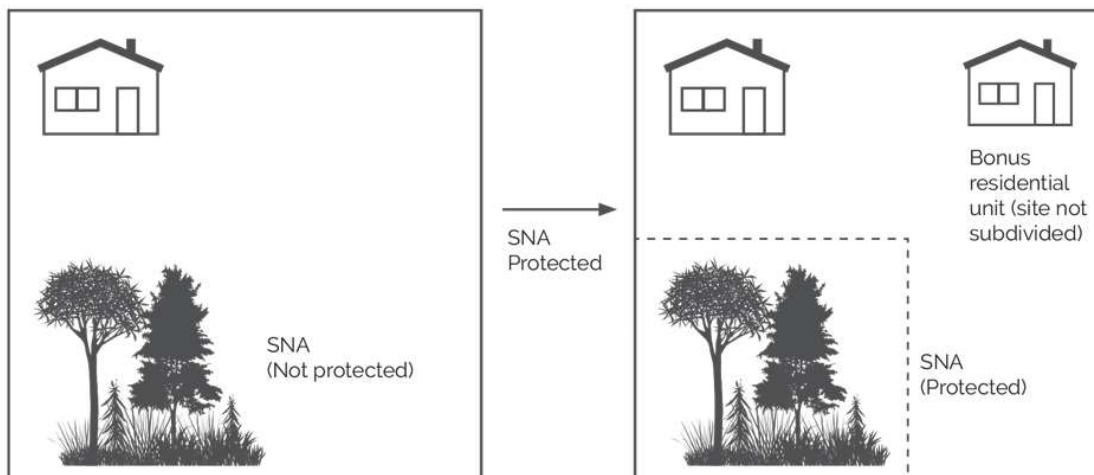 SNA
(Not protected)
SNA
Protected
Bonus
residential
unit (site not
subdivided)
SNA
(Protected)